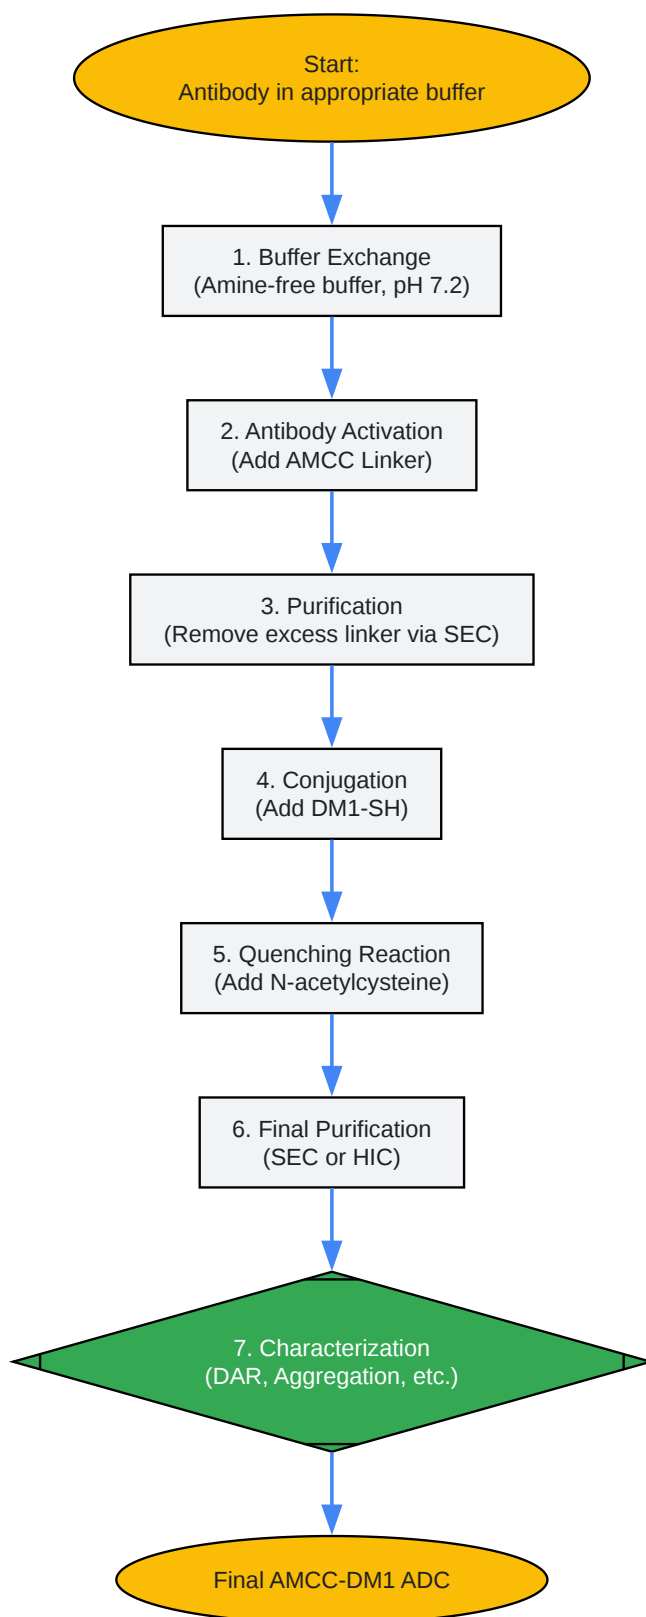 Start:
Antibody in appropriate buffer
1. Buffer Exchange
(Amine-free buffer, pH 7.2)
2. Antibody Activation
(Add AMCC Linker)
3. Purification
(Remove excess linker via SEC)
4. Conjugation
(Add DM1-SH)
5. Quenching Reaction
(Add N-acetylcysteine)
6. Final Purification
(SEC or HIC)
7. Characterization
(DAR, Aggregation, etc.)
Final AMCC-DM1 ADC